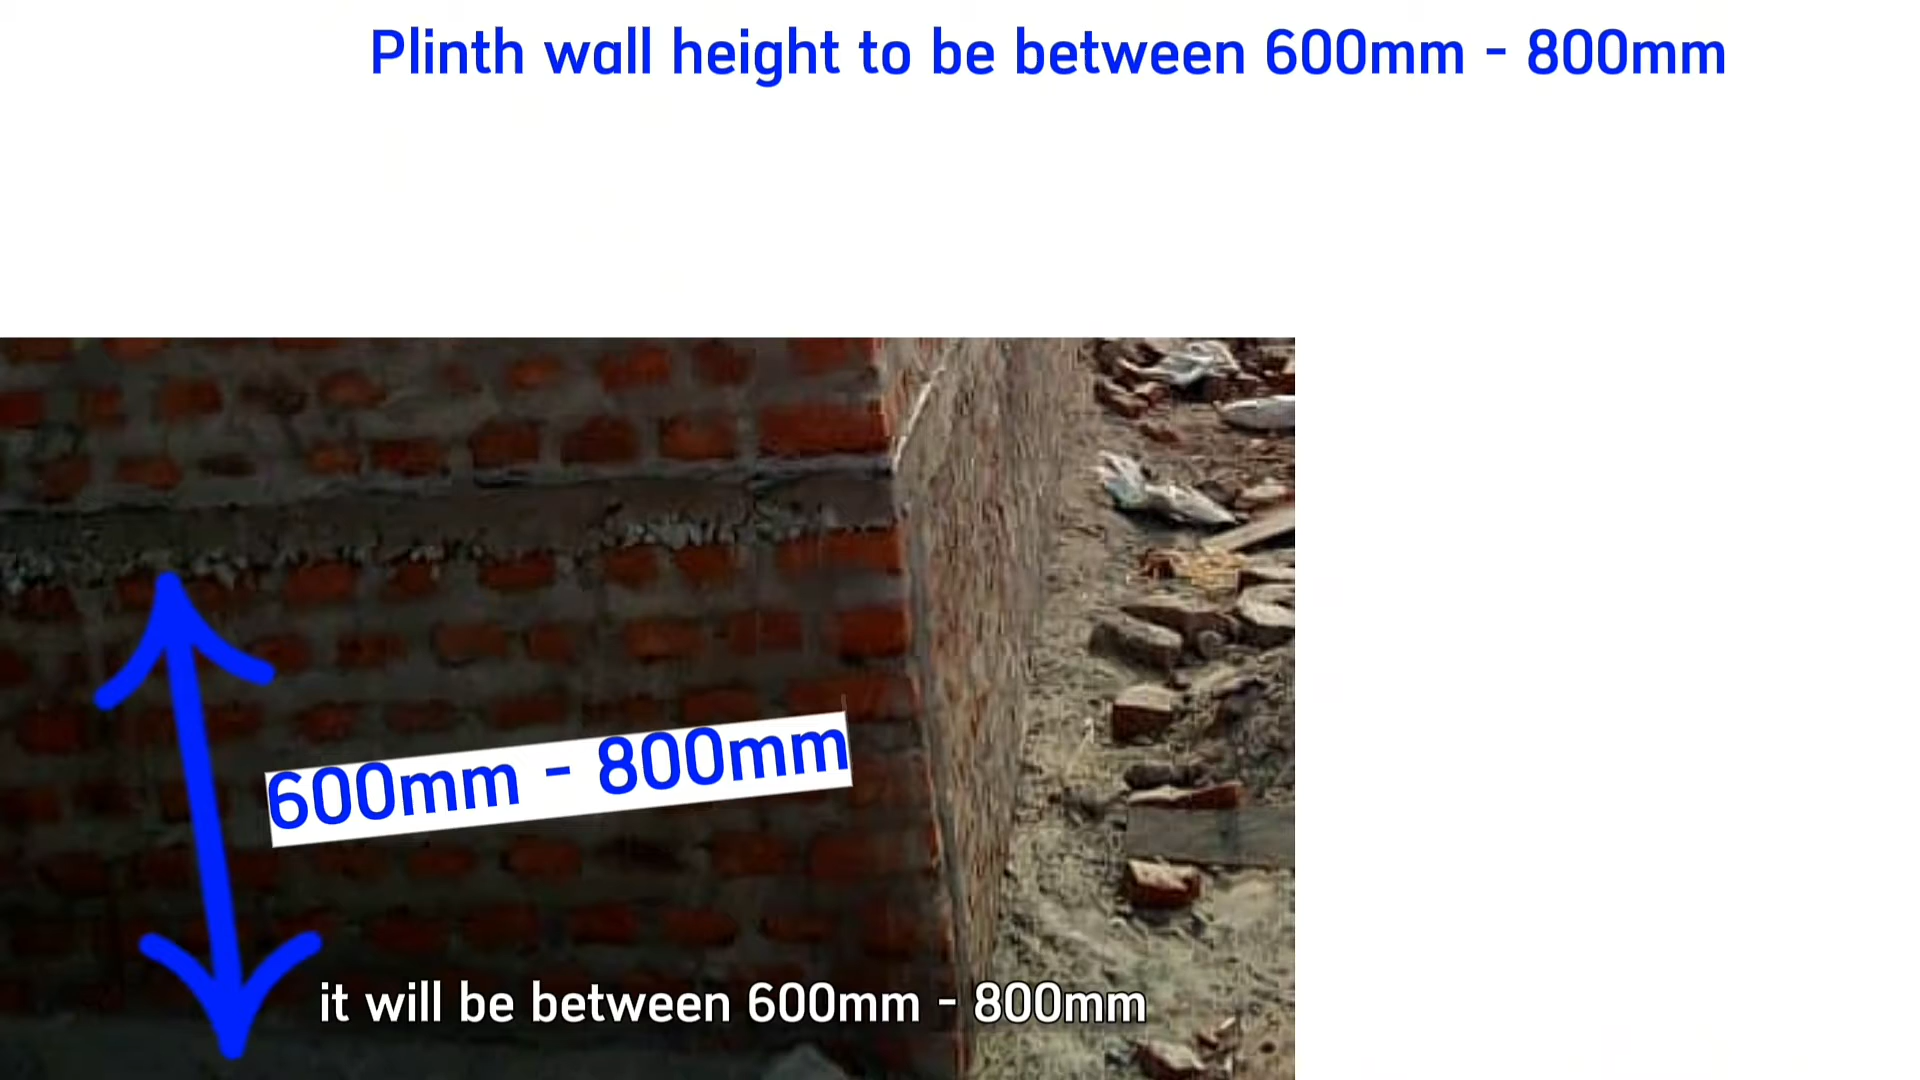 Plinth wall height to be between 600mm - 800mm
600mm - 800mm
it will be between 600mm - 800mm